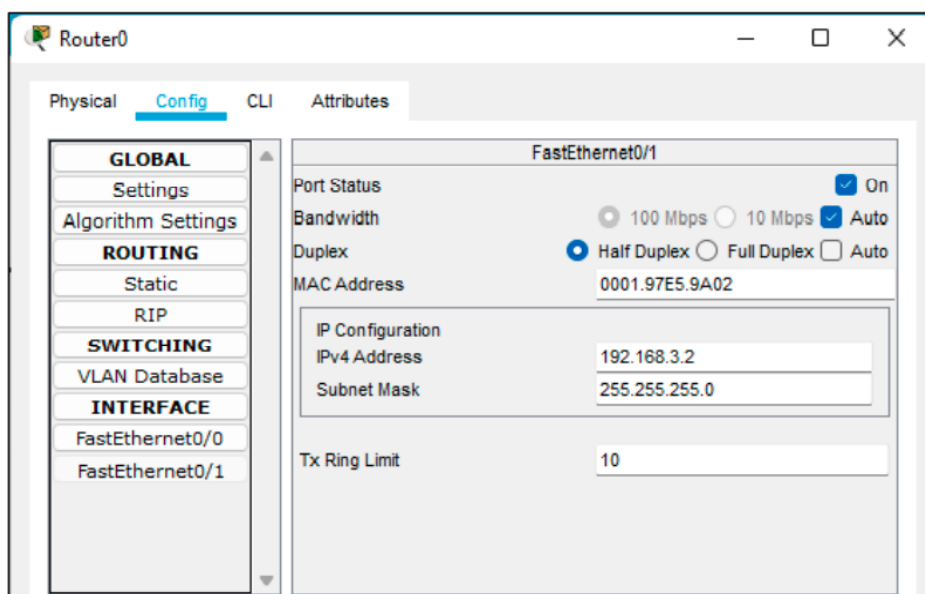 Router0
Physical Config CLI Attributes
GLOBAL
Settings
Algorithm Settings
ROUTING
Static
RIP
SWITCHING
VLAN Database
INTERFACE
FastEthernet0/0
FastEthernet0/1
FastEthernet0/1
Port Status On
Bandwidth 100 Mbps 10 Mbps Auto
Duplex Half Duplex Full Duplex Auto
MAC Address 0001.97E5.9A02
IP Configuration
IPv4 Address 192.168.3.2
Subnet Mask 255.255.255.0
Tx Ring Limit 10